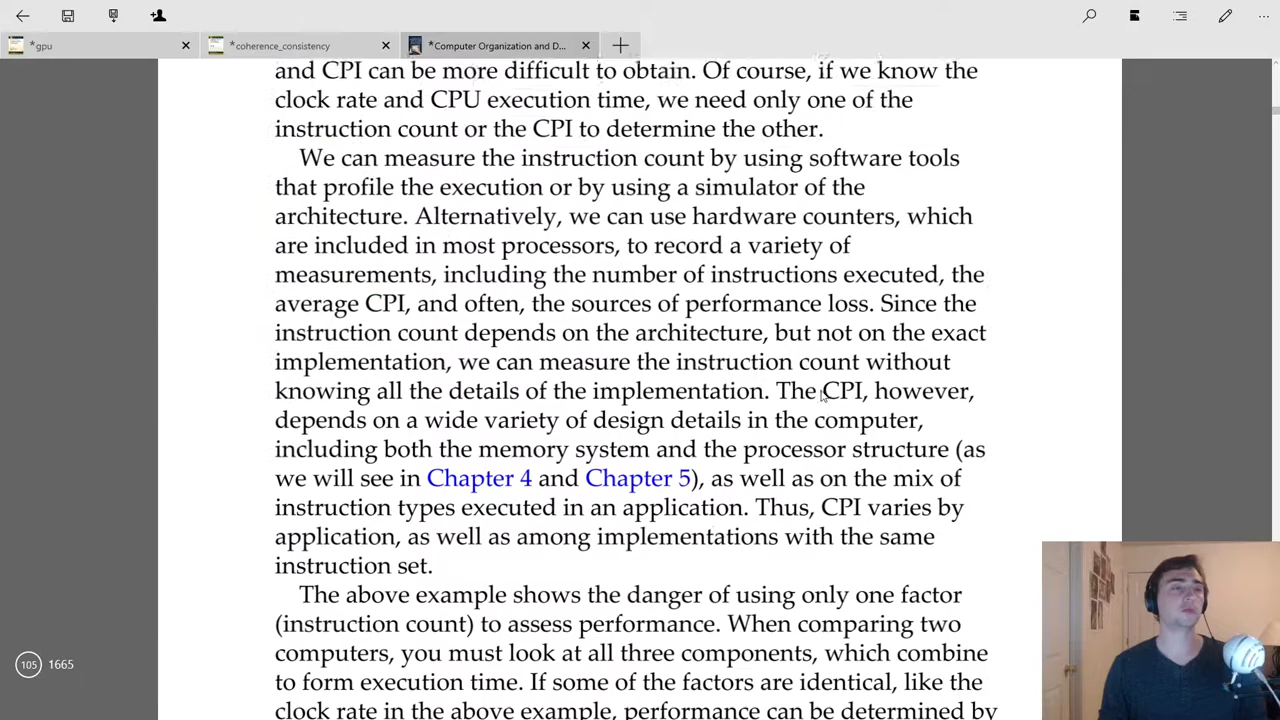 *gpu
*coherence_consistency
*Computer Organization and D...
and CPI can be more difficult to obtain. Of course, if we know the
clock rate and CPU execution time, we need only one of the
instruction count or the CPI to determine the other.
We can measure the instruction count by using software tools
that profile the execution or by using a simulator of the
architecture. Alternatively, we can use hardware counters, which
are included in most processors, to record a variety of
measurements, including the number of instructions executed, the
average CPI, and often, the sources of performance loss. Since the
instruction count depends on the architecture, but not on the exact
implementation, we can measure the instruction count without
knowing all the details of the implementation. The CPI, however,
depends on a wide variety of design details in the computer,
including both the memory system and the processor structure (as
we will see in Chapter 4 and Chapter 5), as well as on the mix of
instruction types executed in an application. Thus, CPI varies by
application, as well as among implementations with the same
instruction set.
The above example shows the danger of using only one factor
(instruction count) to assess performance. When comparing two
computers, you must look at all three components, which combine
to form execution time. If some of the factors are identical, like the
clock rate in the above example, performance can be determined by
105 1665